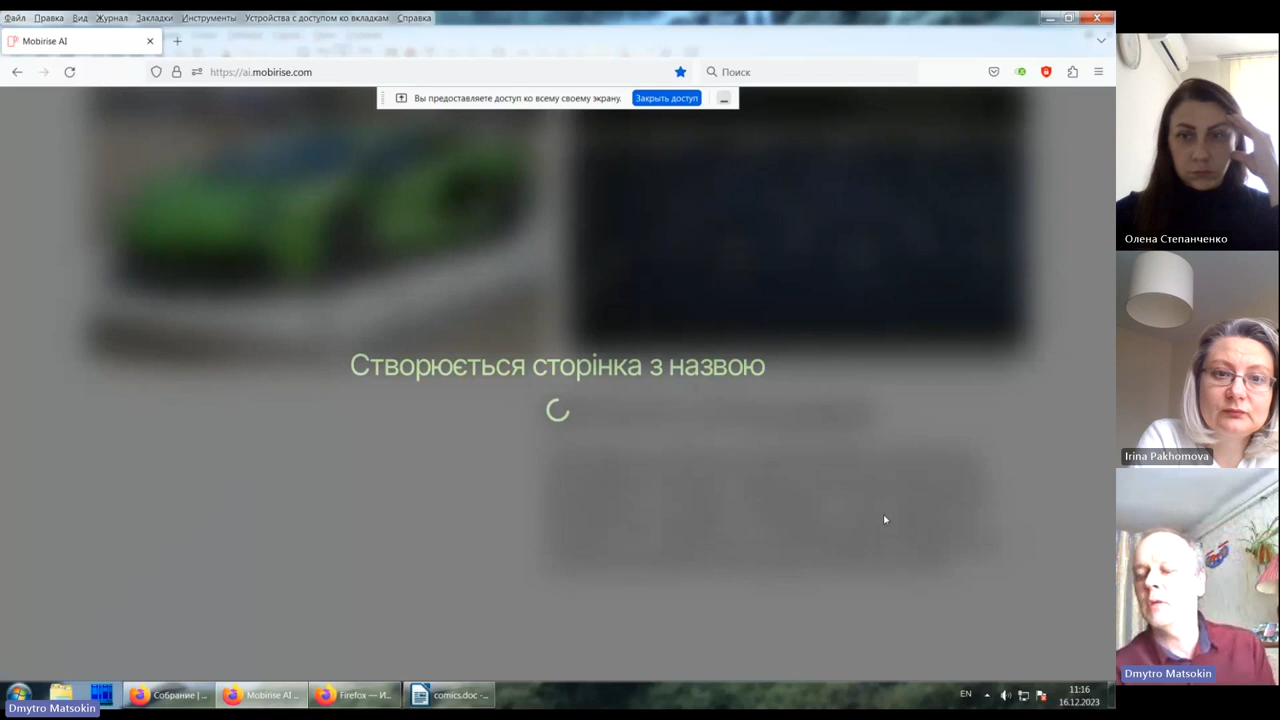 Файл Правка Вид Журнал Закладки Инструменты Устройства с доступом ко вкладкам Справка
Mobirise AI
https://ai.mobirise.com
Поиск
Вы предоставляете доступ ко всему своему экрану. Закрыть доступ
Створюється сторінка з назвою
Олена Степанченко
Irina Pakhomova
Dmytro Matsokin
Собрание | ...
Mobirise AI ...
Firefox — И...
comics.doc -...
EN
11:16
16.12.2023
Dmytro Matsokin